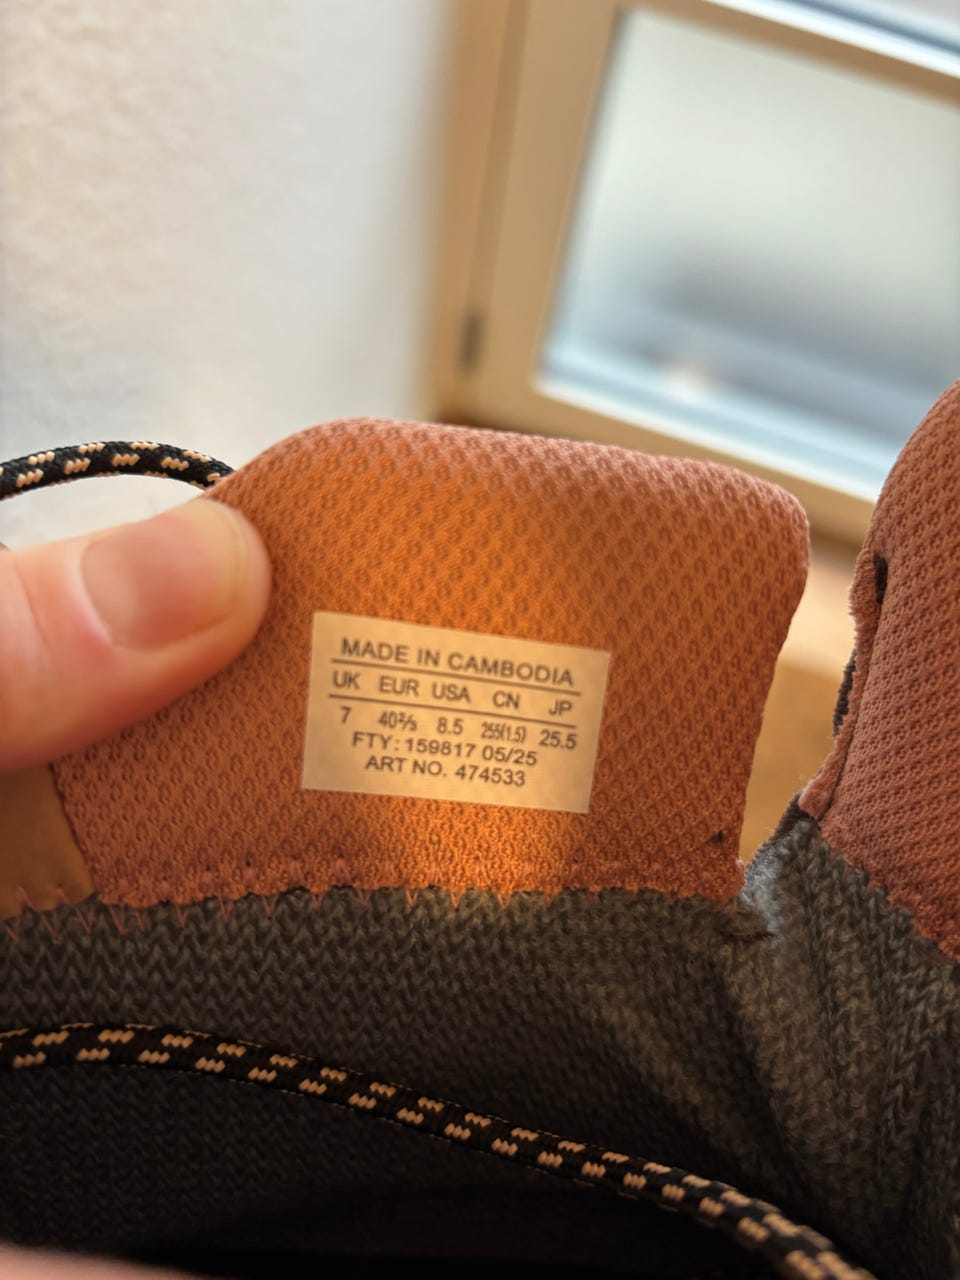 MADE IN CAMBODIA
UK EUR USA CN JP
7 40⅔ 8.5 255(1.5) 25.5
FTY: 159817 05/25
ART NO. 474533